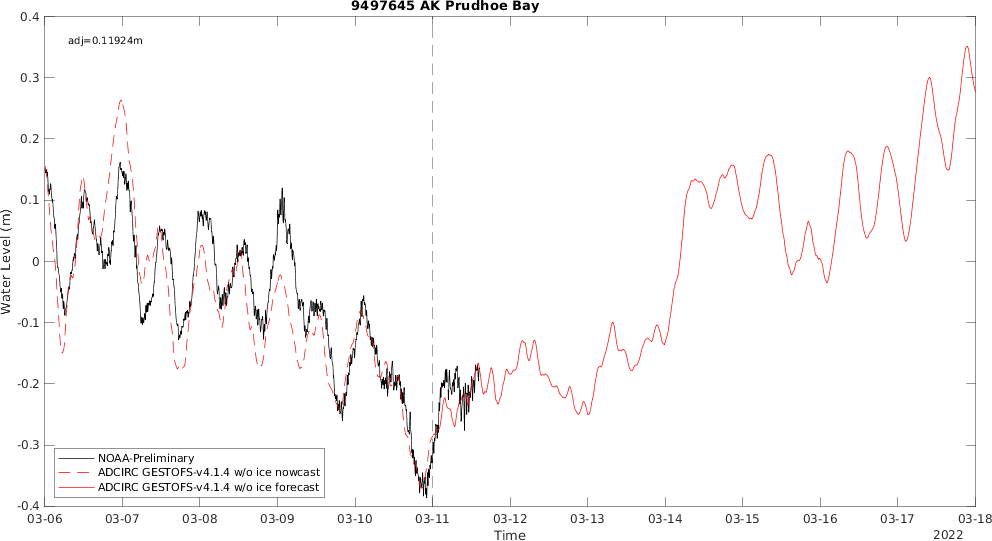 9497645 AK Prudhoe Bay
adj=0.11924m
0.4
0.3
0.2
0.1
0
-0.1
-0.2
-0.3
-0.4
Water Level (m)
NOAA-Preliminary
ADCIRC GESTOFS-v4.1.4 w/o ice nowcast
ADCIRC GESTOFS-v4.1.4 w/o ice forecast
03-06 03-07 03-08 03-09 03-10 03-11 03-12 03-13 03-14 03-15 03-16 03-17 03-18
Time
2022